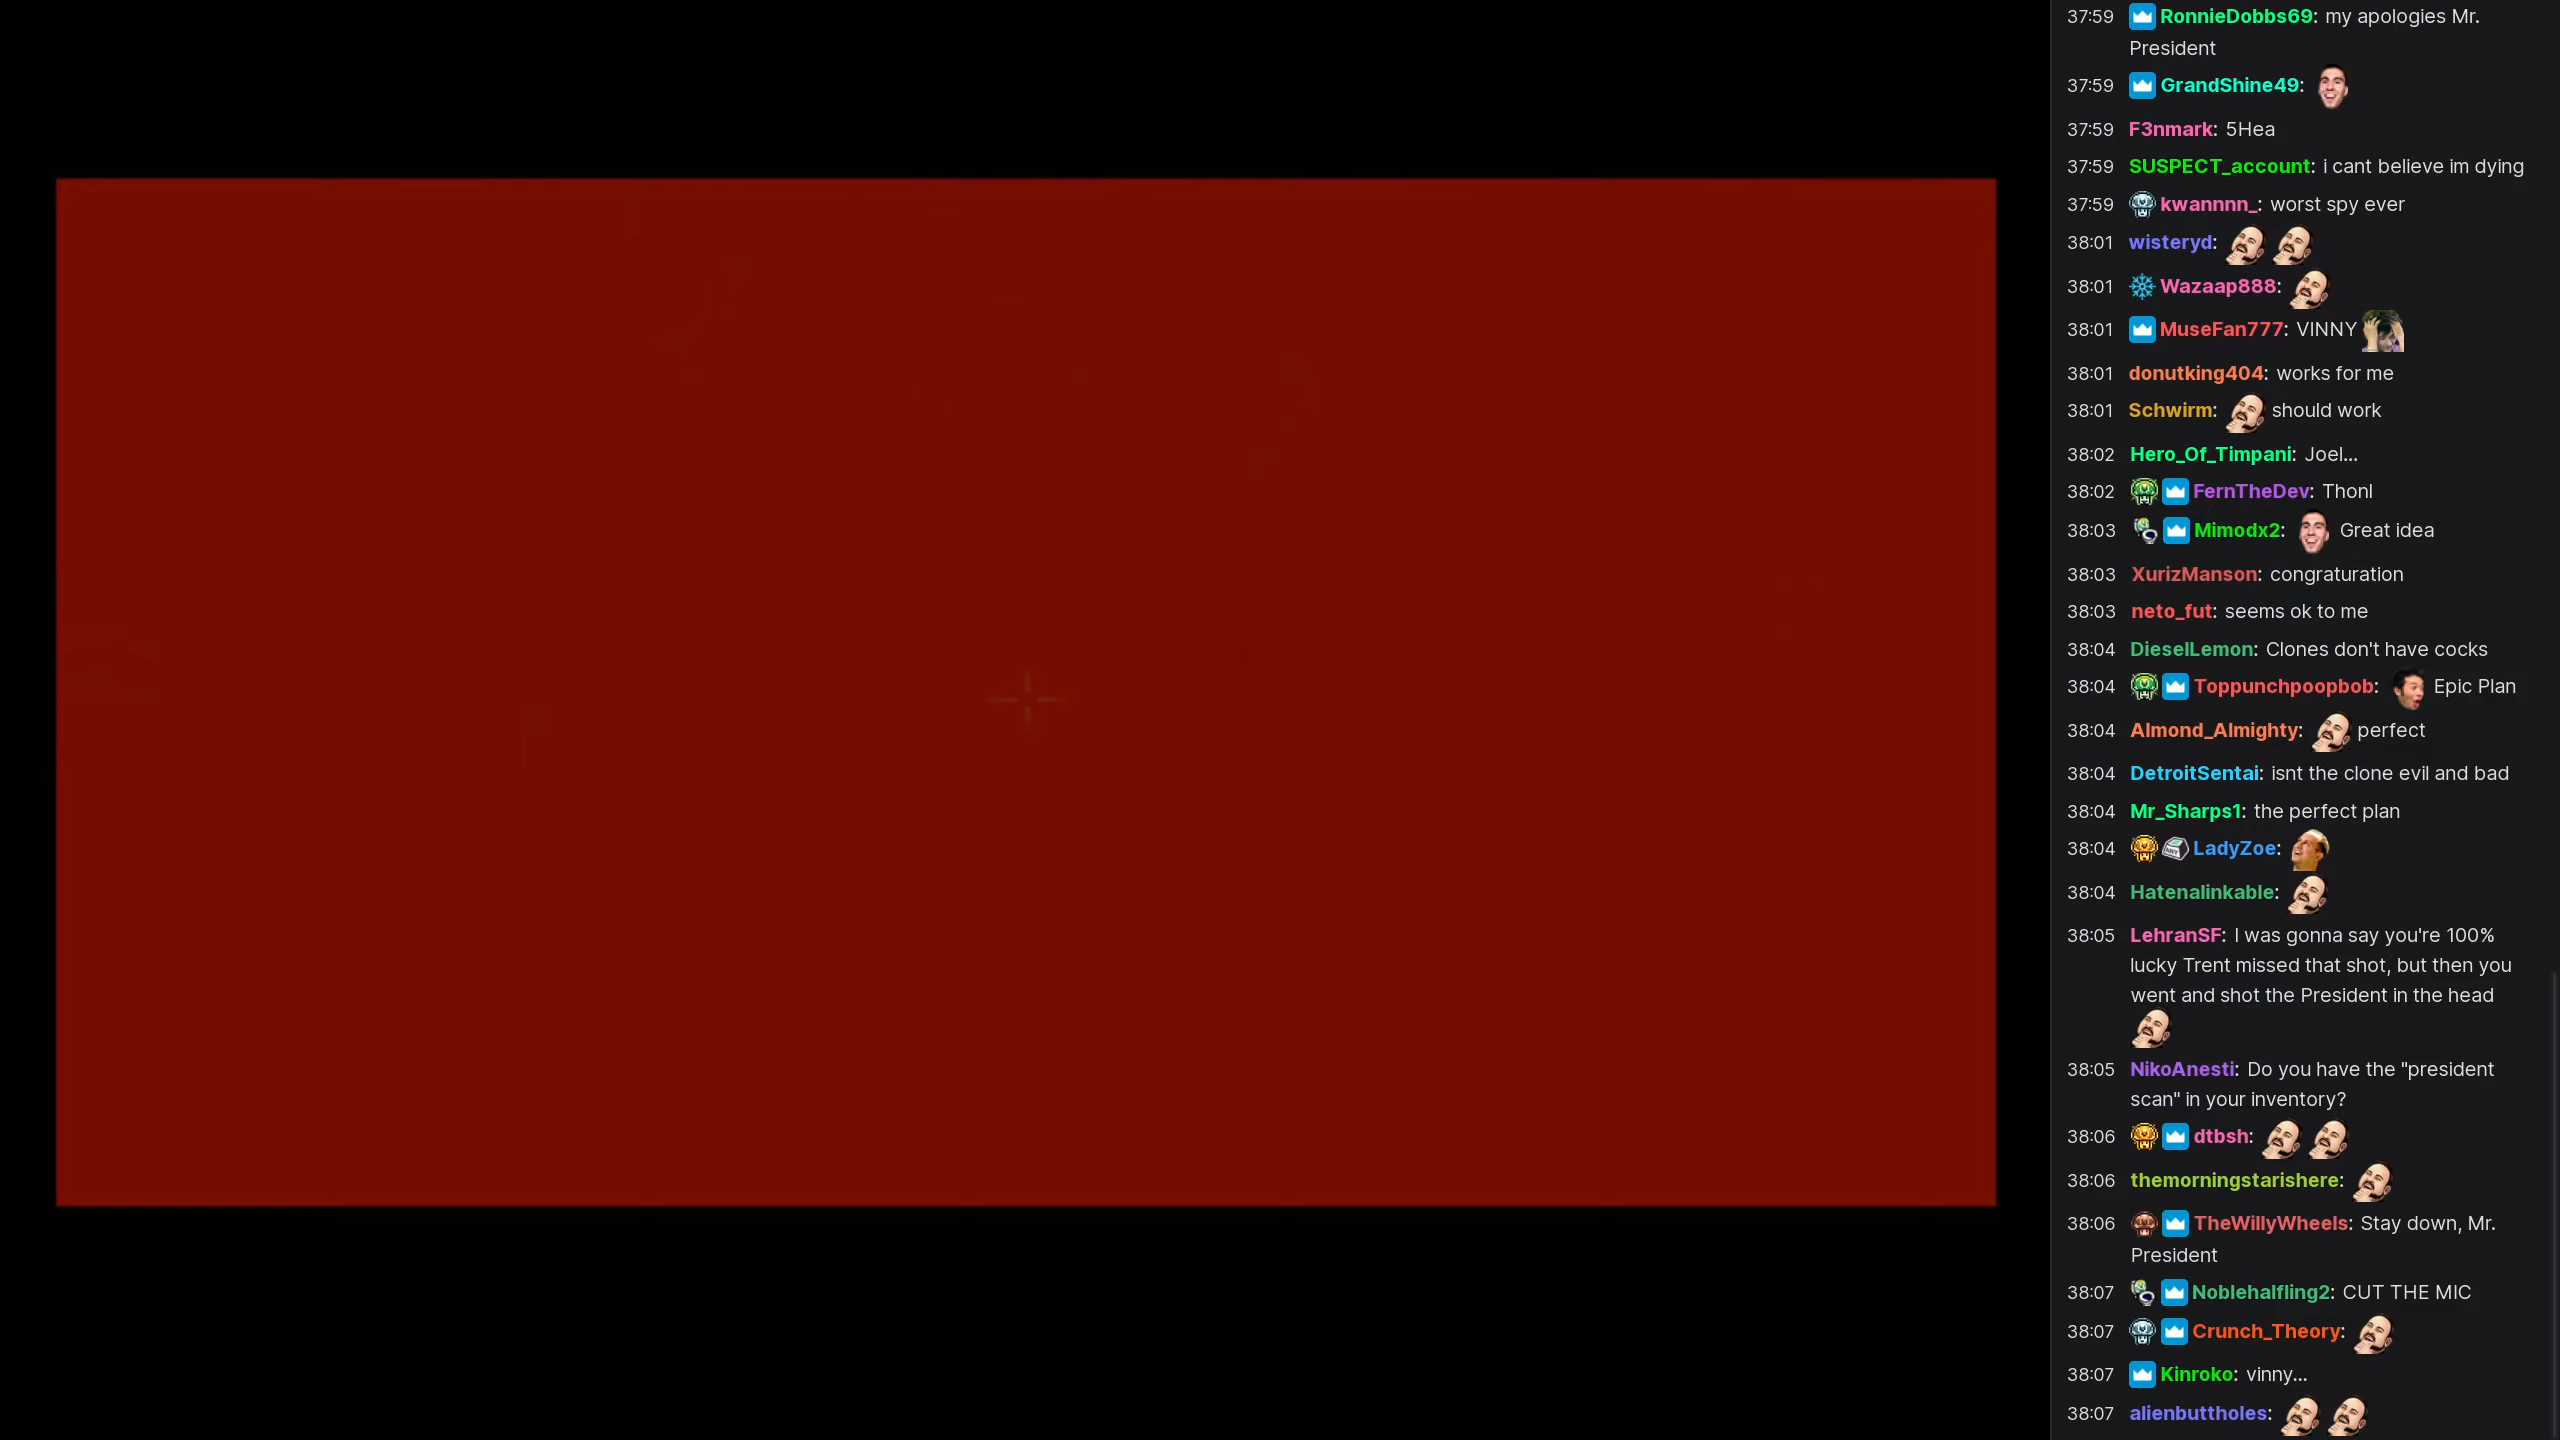 37:59 RonnieDobbs69: my apologies Mr.
President
37:59 GrandShine49:
37:59 F3nmark: 5Hea
37:59 SUSPECT_account: i cant believe im dying
37:59 kwannnn_: worst spy ever
38:01 wisteryd:
38:01 Wazaap888:
38:01 MuseFan777: VINNY
38:01 donutking404: works for me
38:01 Schwirm: should work
38:02 Hero_Of_Timpani: Joel...
38:02 FernTheDev: Thonl
38:03 Mimodx2: Great idea
38:03 XurizManson: congraturation
38:03 neto_fut: seems ok to me
38:04 DieselLemon: Clones don't have cocks
38:04 Toppunchpoopbob: Epic Plan
38:04 Almond_Almighty: perfect
38:04 DetroitSentai: isnt the clone evil and bad
38:04 Mr_Sharps1: the perfect plan
38:04 LadyZoe:
38:04 Hatenalinkable:
38:05 LehranSF: I was gonna say you're 100%
lucky Trent missed that shot, but then you
went and shot the President in the head
38:05 NikoAnesti: Do you have the "president
scan" in your inventory?
38:06 dtbsh:
38:06 themorningstarishere:
38:06 TheWillyWheels: Stay down, Mr.
President
38:07 Noblehalfling2: CUT THE MIC
38:07 Crunch_Theory:
38:07 Kinroko: vinny...
38:07 alienbuttholes: